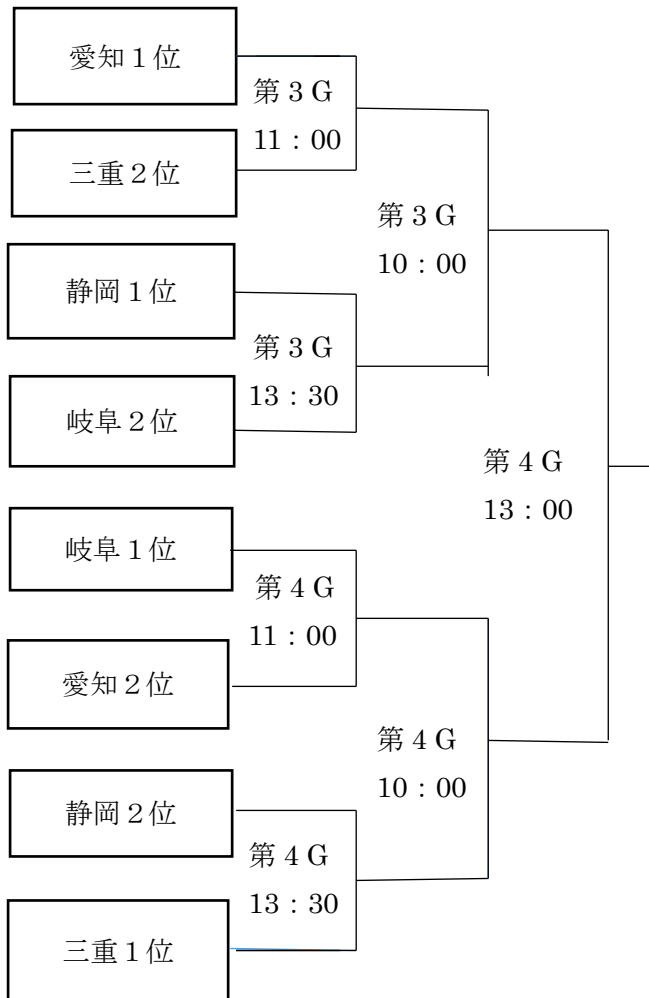 愛知１位
第３G
11：00
三重２位
第３G
10：00
静岡１位
第３G
13：30
岐阜２位
第４G
13：00
岐阜１位
第４G
11：00
愛知２位
第４G
10：00
静岡２位
第４G
13：30
三重１位